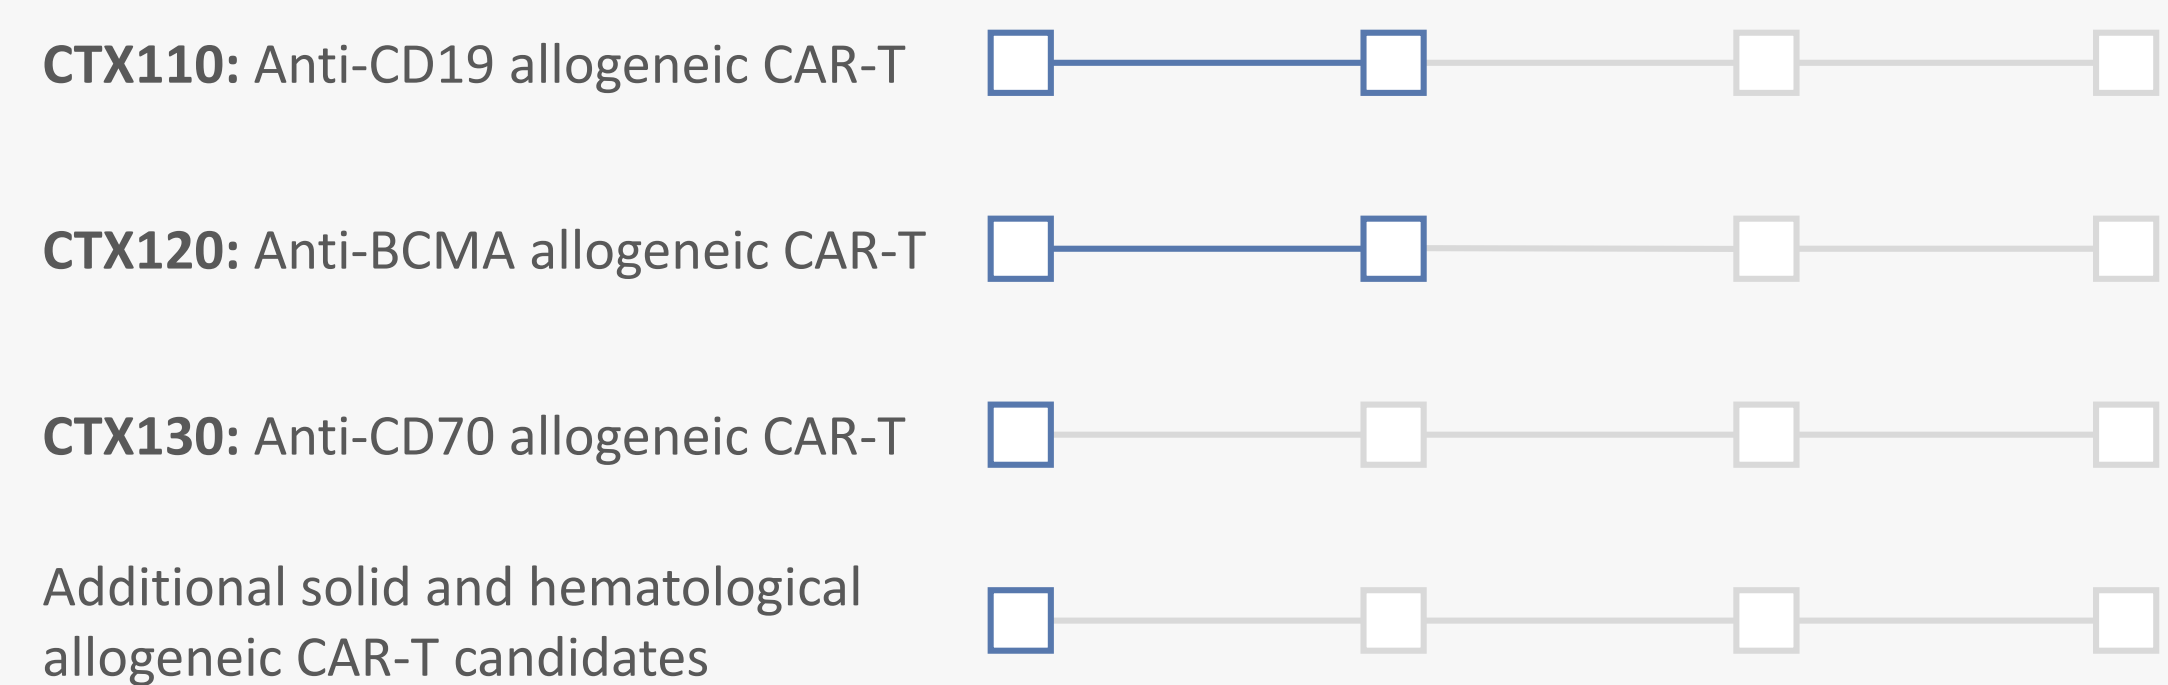 CTX110: Anti-CD19 allogeneic CAR-T
CTX120: Anti-BCMA allogeneic CAR-T
CTX130: Anti-CD70 allogeneic CAR-T
Additional solid and hematological
allogeneic CAR-T candidates